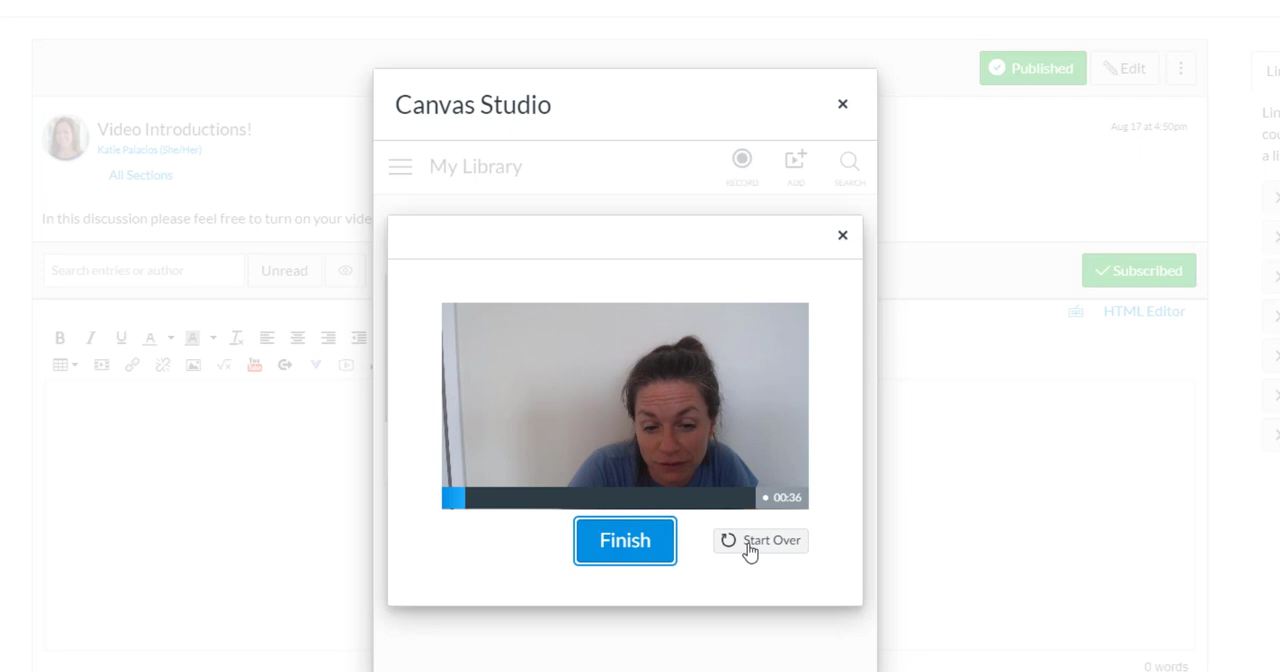 Published
Edit
Canvas Studio
Video Introductions!
Katie Palacios (She/Her)
All Sections
Aug 17 at 4:50pm
My Library
RECORD
ADD
SEARCH
In this discussion please feel free to turn on your vide
Search entries or author
Unread
Subscribed
HTML Editor
B I U A A
You Tube
00:36
Finish
Start Over
0 words